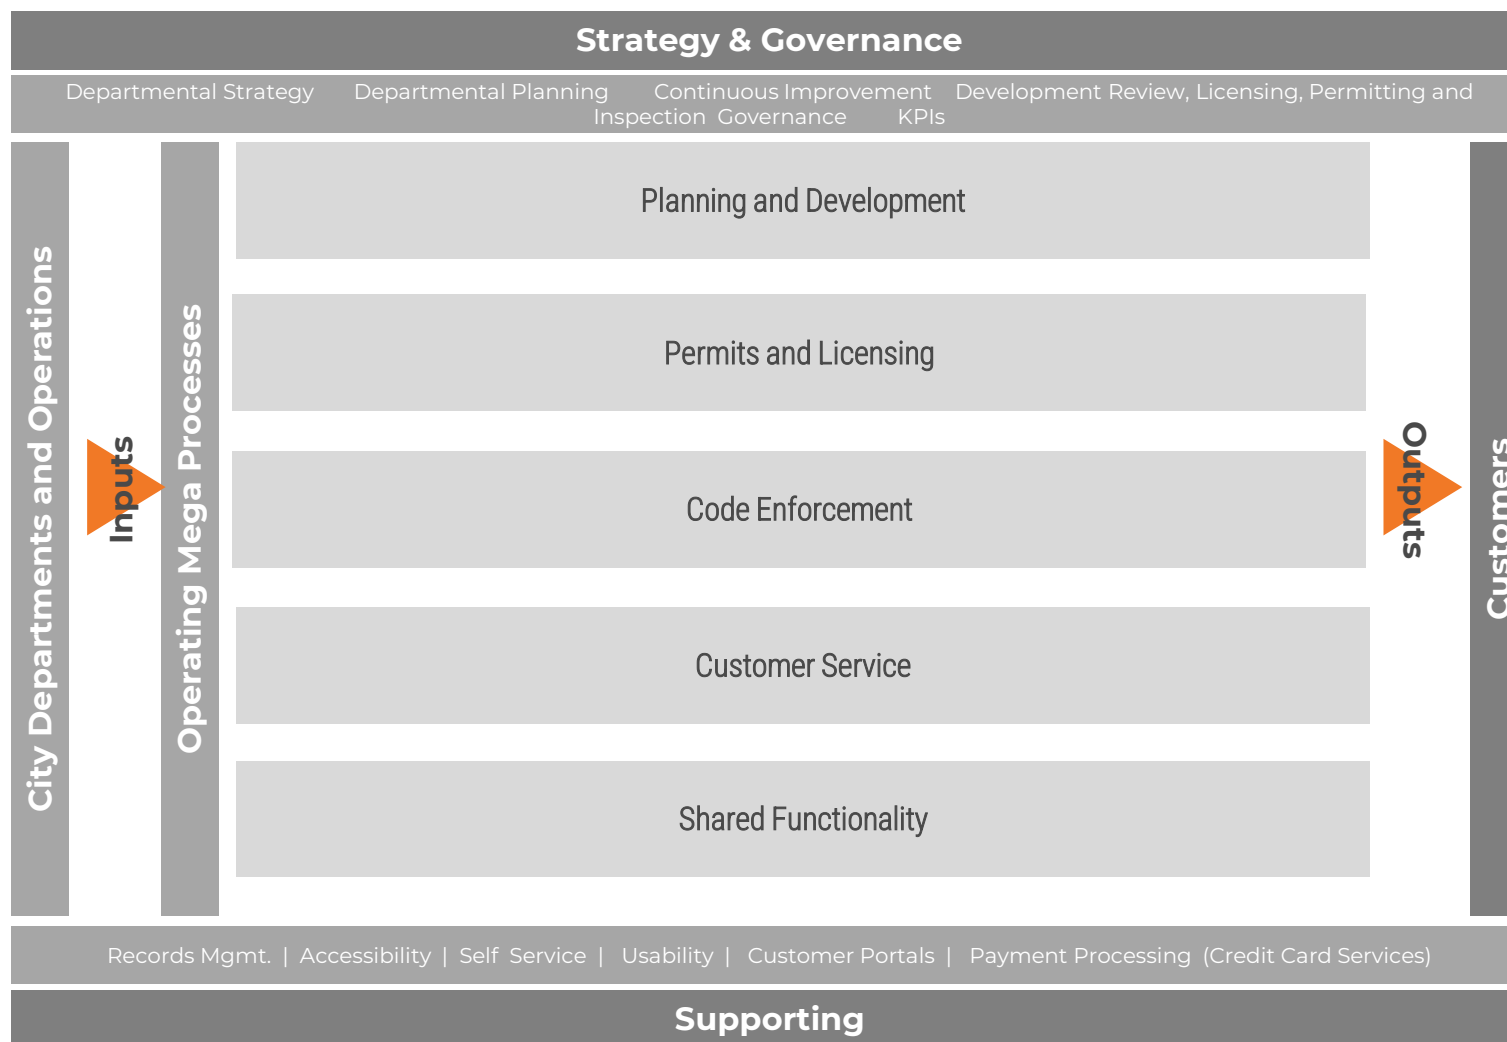 Strategy & Governance
Departmental Strategy Departmental Planning Continuous Improvement Development Review, Licensing, Permitting and
Inspection Governance KPIs
City Departments and Operations
Inputs
Operating Mega Processes
Planning and Development
Permits and Licensing
Code Enforcement
Customer Service
Shared Functionality
Outputs
Customers
Records Mgmt. | Accessibility | Self Service | Usability | Customer Portals | Payment Processing (Credit Card Services)
Supporting